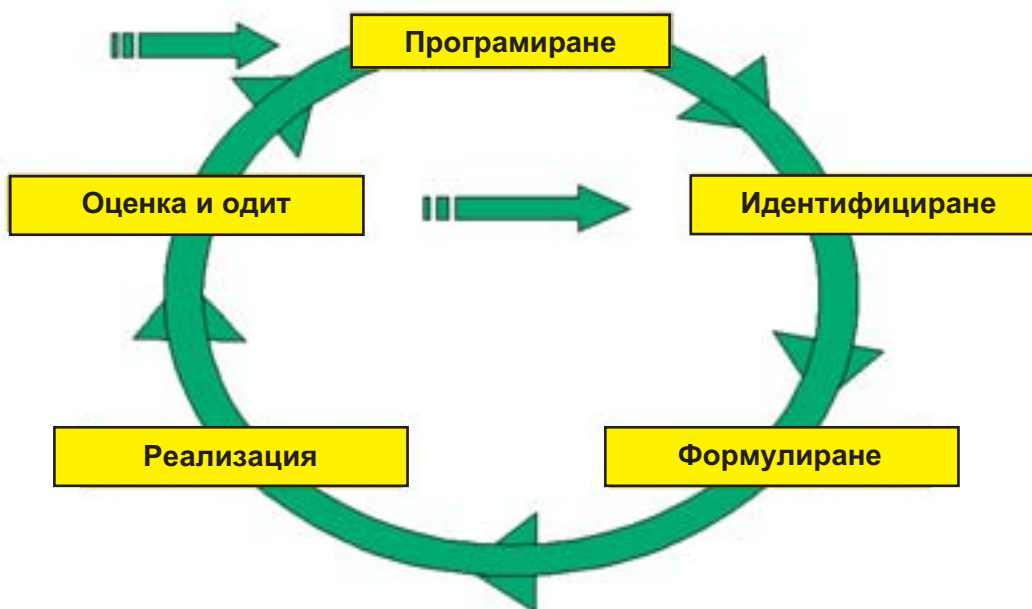 Програмиране
Оценка и одит
Идентифициране
Реализация
Формулиране